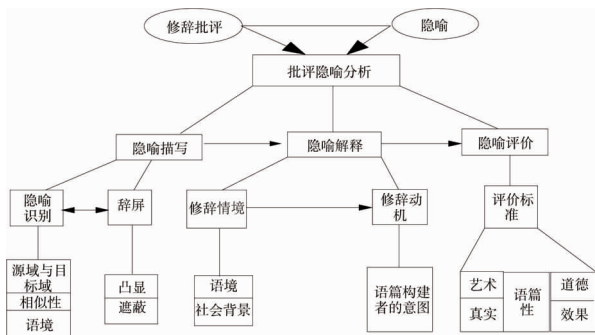 修辞批评
隐喻
批评隐喻分析
隐喻描写
隐喻解释
隐喻评价
隐喻
识别
辞屏
修辞情境
修辞动
机
评价标
准
源域与目
标域
相似性
语境
凸显
遮蔽
语境
社会背景
语篇构建
者的意图
艺术
真实
语篇
性
道德
效果